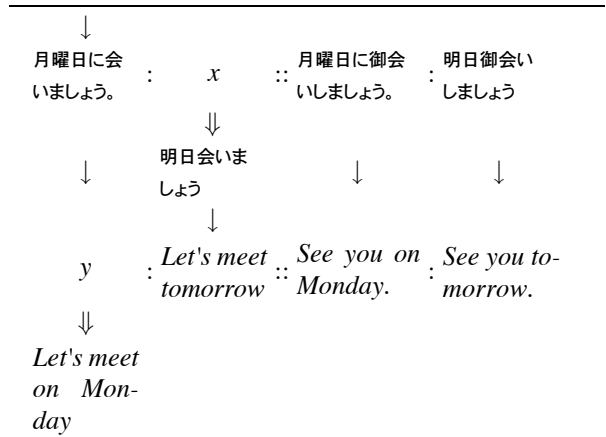 ↓
月曜日に会 : x :: 月曜日に御会 : 明日御会い
いましょう。 いしましょう。 しましょう
⇓
明日会いま
しょう
↓ ↓ ↓
↓
y : Let's meet :: See you on : See you to-
tomorrow Monday. morrow.
⇓
Let's meet
on Mon-
day